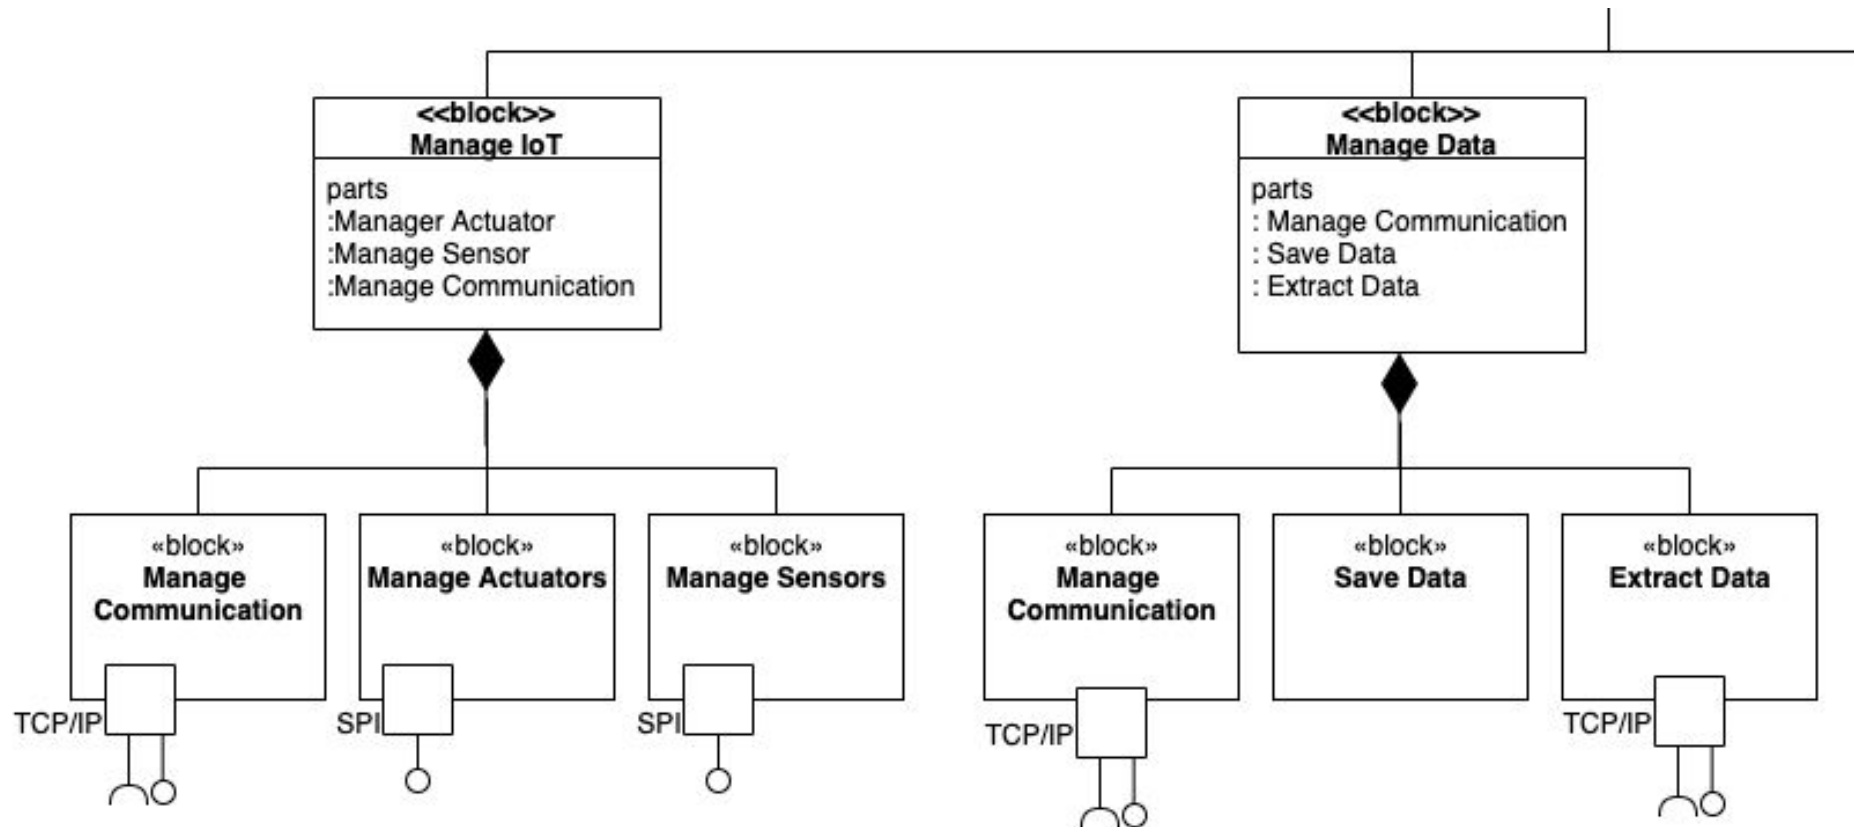 <<block>>
Manage IoT
parts
:Manager Actuator
:Manage Sensor
:Manage Communication
<<block>>
Manage Data
parts
: Manage Communication
: Save Data
: Extract Data
«block»
Manage
Communication
TCP/IP
«block»
Manage Actuators
SPI
«block»
Manage Sensors
SPI
«block»
Manage
Communication
TCP/IP
«block»
Save Data
«block»
Extract Data
TCP/IP